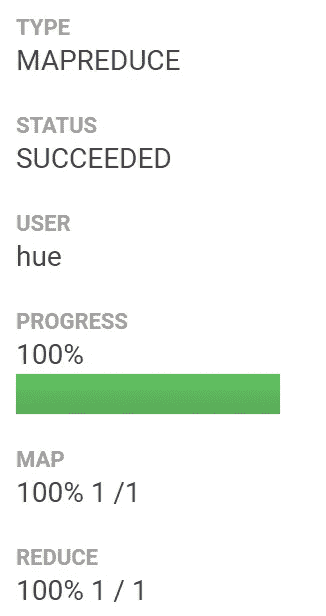 TYPE
MAPREDUCE
STATUS
SUCCEEDED
USER
hue
PROGRESS
100%
MAP
100% 1 /1
REDUCE
100% 1 / 1